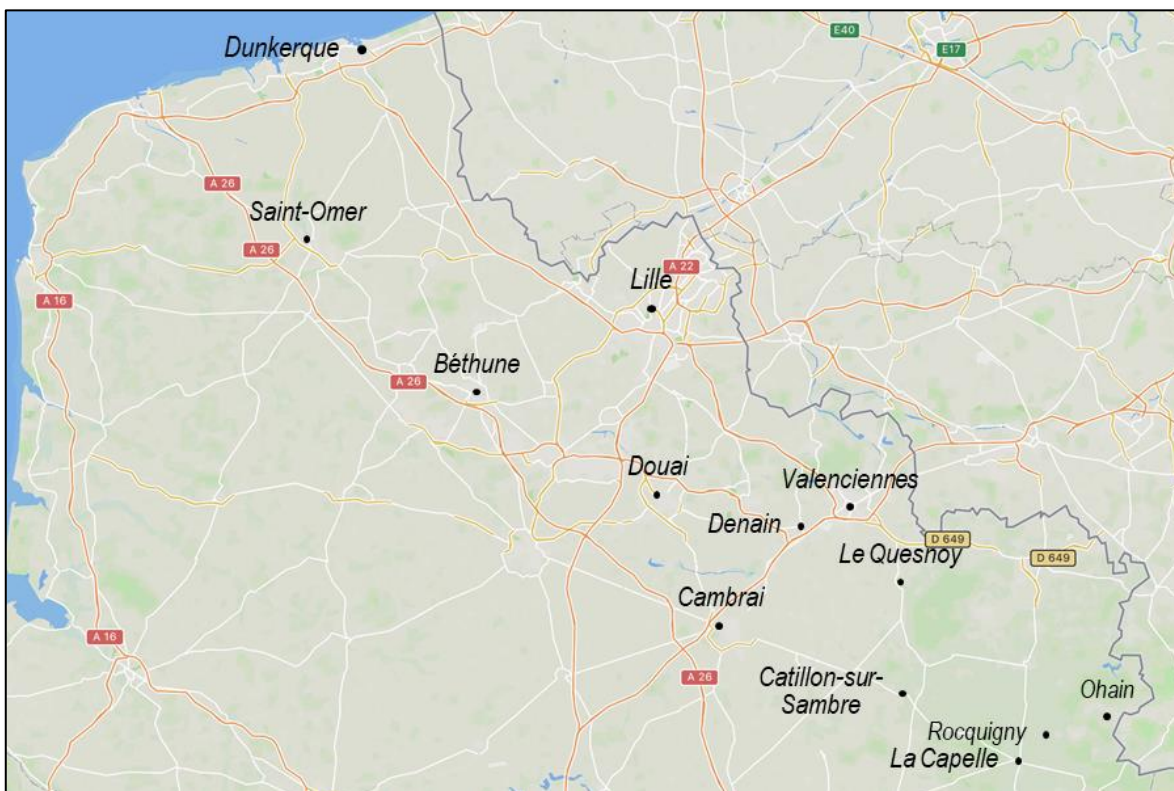 Dunkerque
E40
E17
A 26
Saint-Omer
A 26
A 22
Lille
A 16
Béthune
A 26
Douai
Valenciennes
Denain
D 649
Le Quesnoy
D 649
Cambrai
A 16
A 26
Catillon-sur-
Sambre
Ohain
Rocquigny
La Capelle